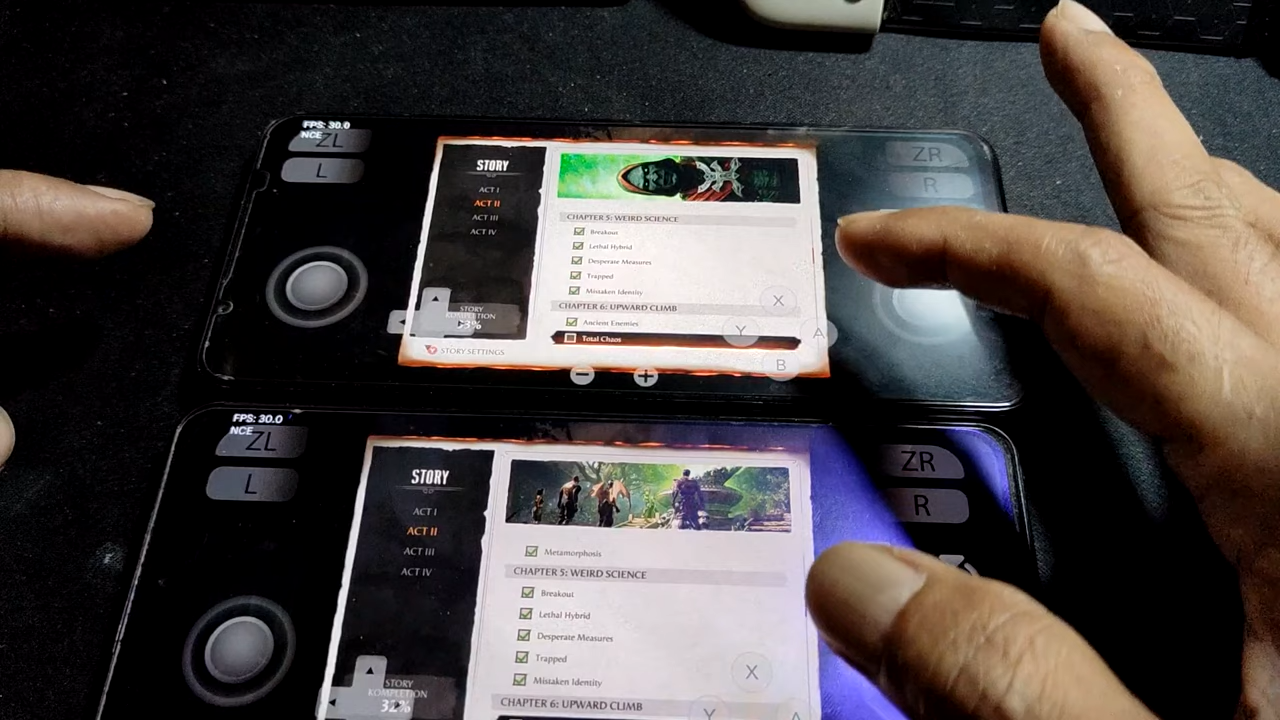 FPS: 30.0
NCE
ZL
L
ZR
R
STORY
ACT I
ACT II
ACT III
ACT IV
STORY
KOMPLETION
3%
STORY SETTINGS
CHAPTER 5: WEIRD SCIENCE
Breakout
Lethal Hybrid
Desperate Measures
Trapped
Mistaken Identity
CHAPTER 6: UPWARD CLIMB
Ancient Enemies
Total Chaos
X
Y
A
B
FPS: 30.0
NCE
ZL
L
ZR
R
STORY
ACT I
ACT II
ACT III
ACT IV
STORY
KOMPLETION
32%
Metamorphosis
CHAPTER 5: WEIRD SCIENCE
Breakout
Lethal Hybrid
Desperate Measures
Trapped
Mistaken Identity
CHAPTER 6: UPWARD CLIMB
X
Y
A